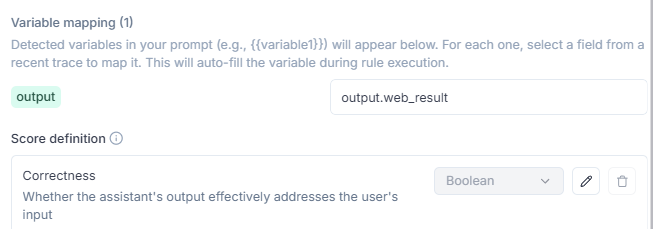 Variable mapping (1)
Detected variables in your prompt (e.g., {{variable1}}) will appear below. For each one, select a field from a
recent trace to map it. This will auto-fill the variable during rule execution.
output
output.web_result
Score definition
Correctness
Boolean
Whether the assistant's output effectively addresses the user's
input